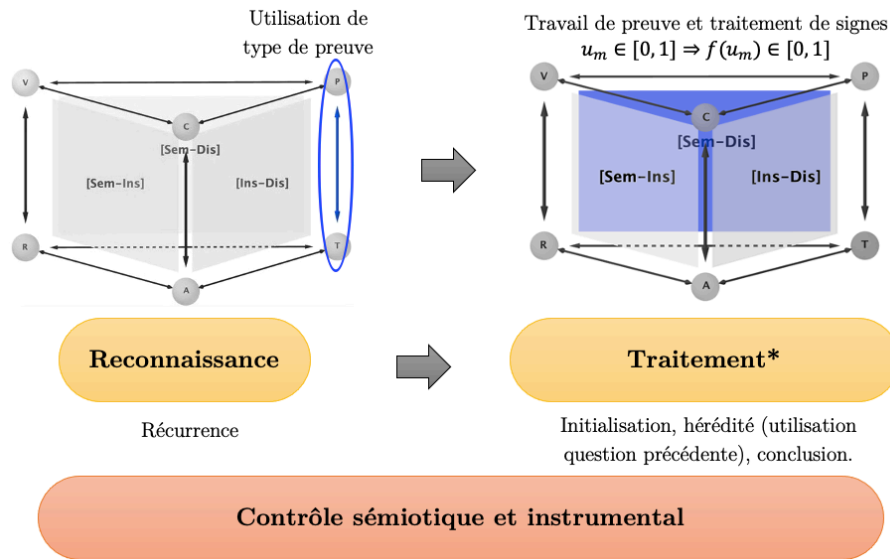 Utilisation de
type de preuve
V
P
C
[Sem-Dis]
[Sem-Ins]
[Ins-Dis]
R
T
A
Travail de preuve et traitement de signes
𝑢ₘ ∈ [0, 1] ⇒ 𝑓(𝑢ₘ) ∈ [0, 1]
V
P
C
[Sem-Dis]
[Sem-Ins]
[Ins-Dis]
R
T
A
Reconnaissance
Traitement*
Récurrence
Initialisation, hérédité (utilisation
question précédente), conclusion.
Contrôle sémiotique et instrumental